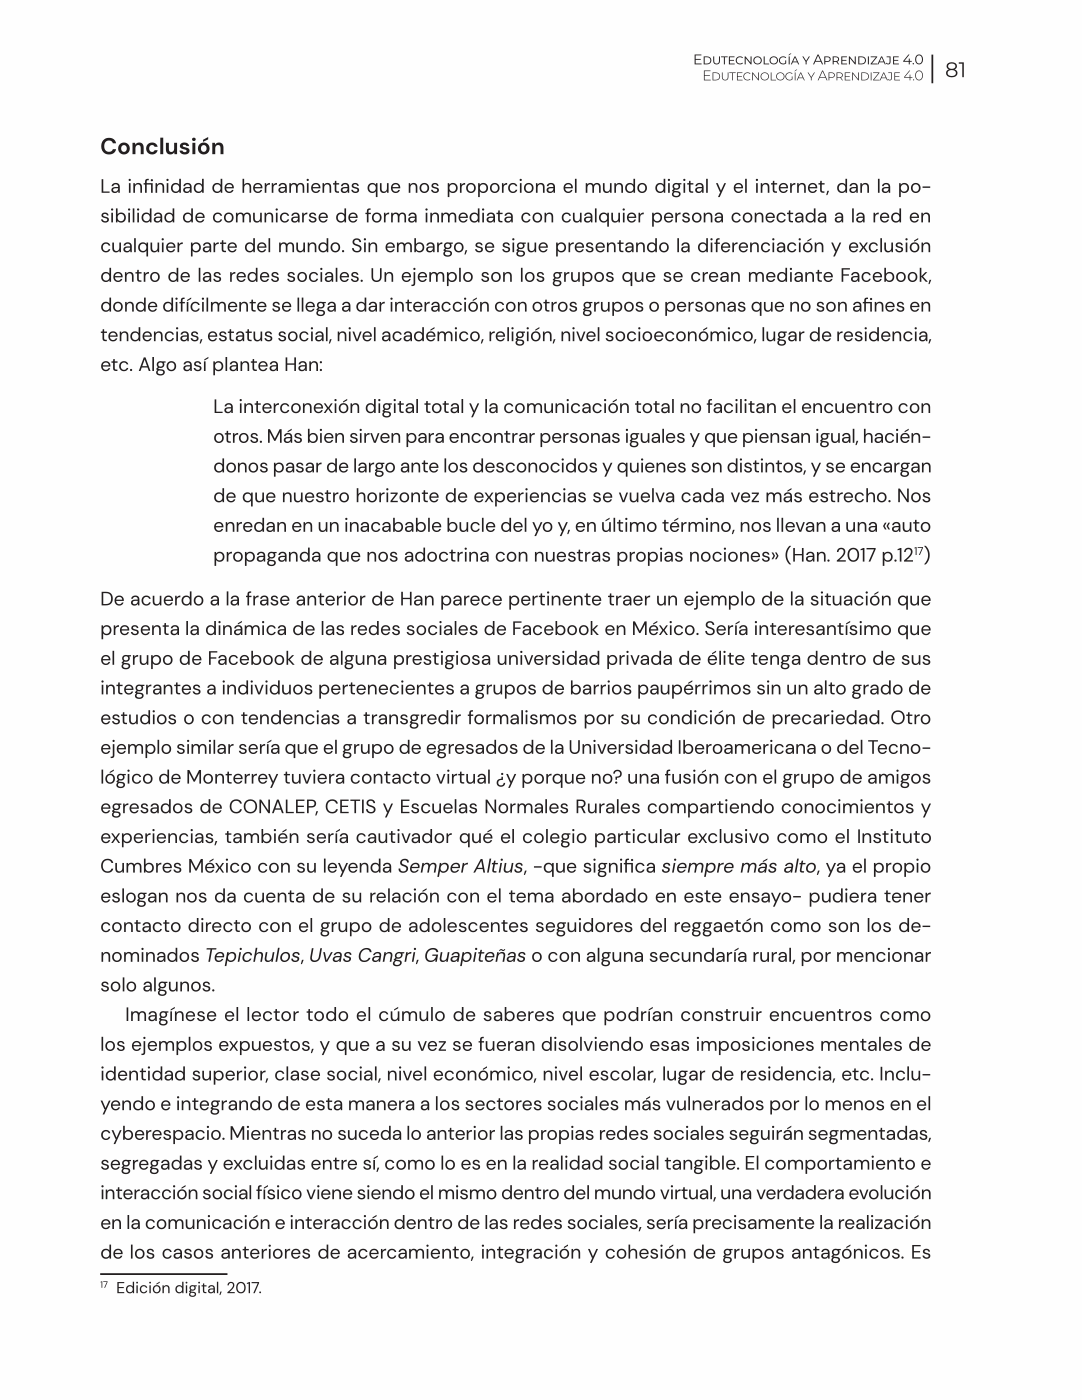 Edutecnología y Aprendizaje 4.0
Edutecnología y Aprendizaje 4.0
81
Conclusión
La infinidad de herramientas que nos proporciona el mundo digital y el internet, dan la po-
sibilidad de comunicarse de forma inmediata con cualquier persona conectada a la red en
cualquier parte del mundo. Sin embargo, se sigue presentando la diferenciación y exclusión
dentro de las redes sociales. Un ejemplo son los grupos que se crean mediante Facebook,
donde difícilmente se llega a dar interacción con otros grupos o personas que no son afines en
tendencias, estatus social, nivel académico, religión, nivel socioeconómico, lugar de residencia,
etc. Algo así plantea Han:
La interconexión digital total y la comunicación total no facilitan el encuentro con
otros. Más bien sirven para encontrar personas iguales y que piensan igual, hacién-
donos pasar de largo ante los desconocidos y quienes son distintos, y se encargan
de que nuestro horizonte de experiencias se vuelva cada vez más estrecho. Nos
enredan en un inacabable bucle del yo y, en último término, nos llevan a una «auto
propaganda que nos adoctrina con nuestras propias nociones» (Han. 2017 p.12¹⁷)
De acuerdo a la frase anterior de Han parece pertinente traer un ejemplo de la situación que
presenta la dinámica de las redes sociales de Facebook en México. Sería interesantísimo que
el grupo de Facebook de alguna prestigiosa universidad privada de élite tenga dentro de sus
integrantes a individuos pertenecientes a grupos de barrios paupérrimos sin un alto grado de
estudios o con tendencias a transgredir formalismos por su condición de precariedad. Otro
ejemplo similar sería que el grupo de egresados de la Universidad Iberoamericana o del Tecno-
lógico de Monterrey tuviera contacto virtual ¿y porque no? una fusión con el grupo de amigos
egresados de CONALEP, CETIS y Escuelas Normales Rurales compartiendo conocimientos y
experiencias, también sería cautivador qué el colegio particular exclusivo como el Instituto
Cumbres México con su leyenda Semper Altius, -que significa siempre más alto, ya el propio
eslogan nos da cuenta de su relación con el tema abordado en este ensayo- pudiera tener
contacto directo con el grupo de adolescentes seguidores del reggaetón como son los de-
nominados Tepichulos, Uvas Cangri, Guapiteñas o con alguna secundaría rural, por mencionar
solo algunos.
Imagínese el lector todo el cúmulo de saberes que podrían construir encuentros como
los ejemplos expuestos, y que a su vez se fueran disolviendo esas imposiciones mentales de
identidad superior, clase social, nivel económico, nivel escolar, lugar de residencia, etc. Inclu-
yendo e integrando de esta manera a los sectores sociales más vulnerados por lo menos en el
cyberespacio. Mientras no suceda lo anterior las propias redes sociales seguirán segmentadas,
segregadas y excluidas entre sí, como lo es en la realidad social tangible. El comportamiento e
interacción social físico viene siendo el mismo dentro del mundo virtual, una verdadera evolución
en la comunicación e interacción dentro de las redes sociales, sería precisamente la realización
de los casos anteriores de acercamiento, integración y cohesión de grupos antagónicos. Es
¹⁷ Edición digital, 2017.